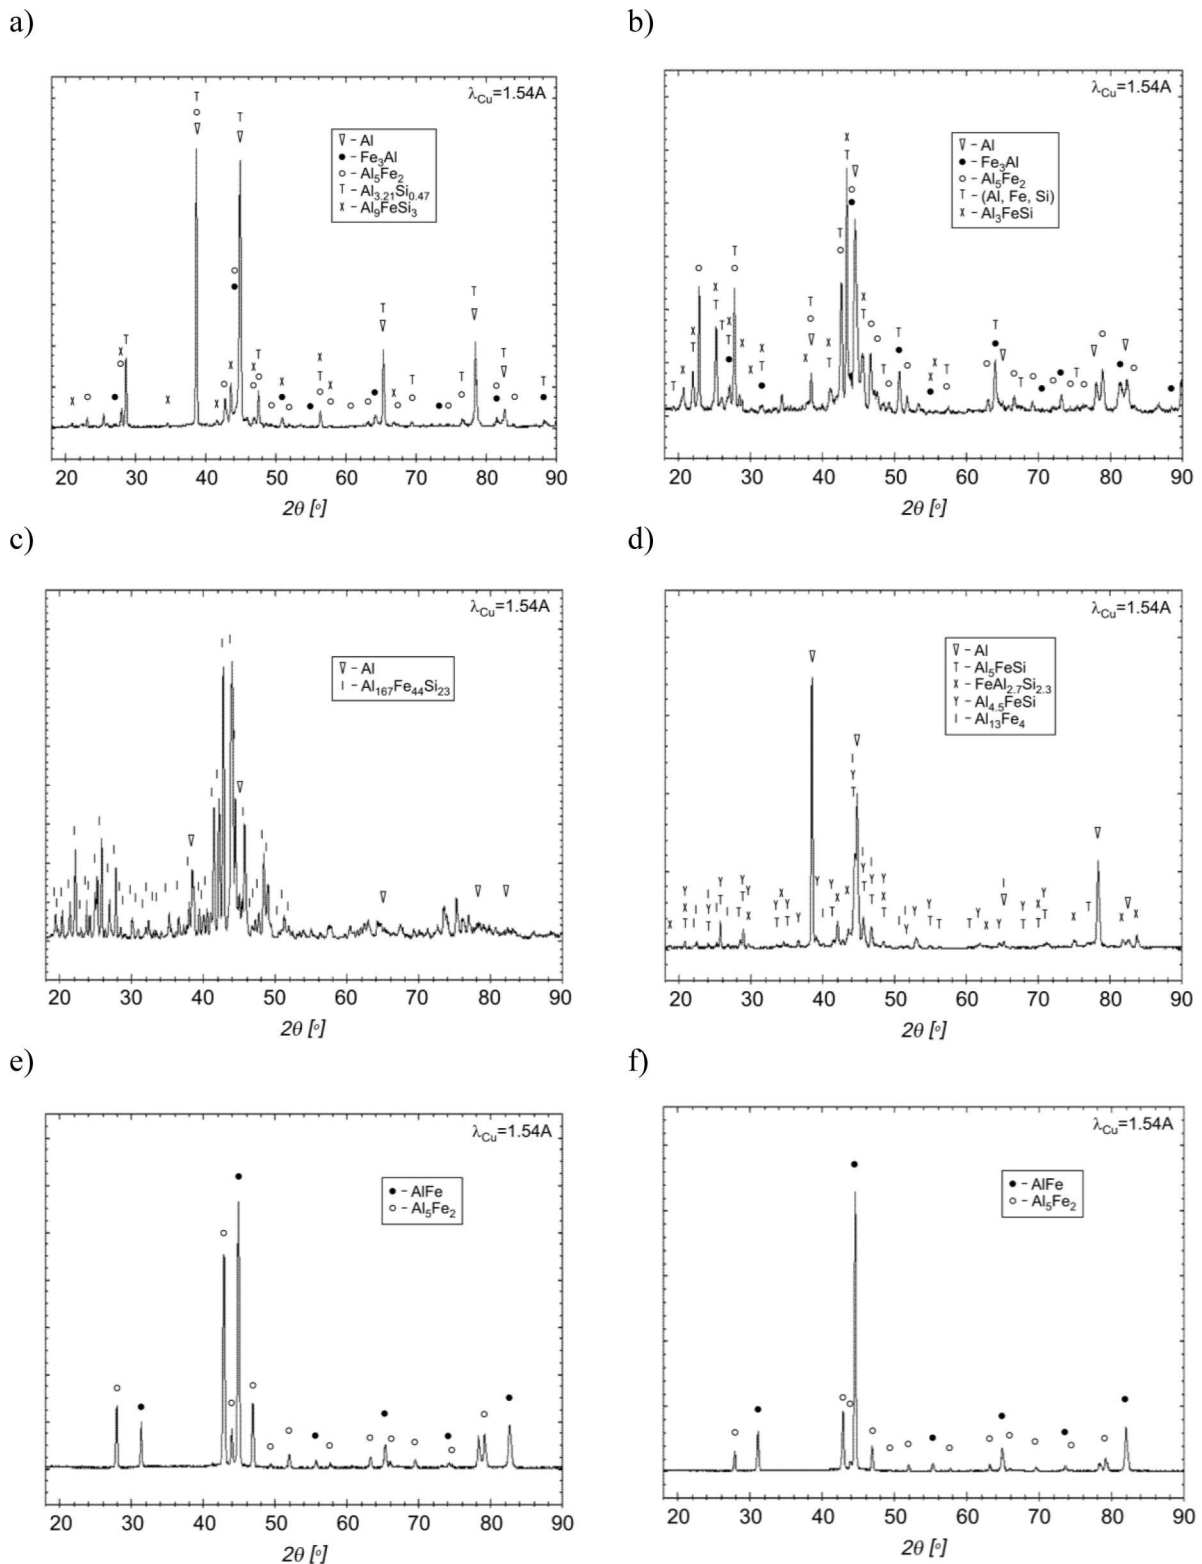 a)
λCu=1.54A
∇ – Al
● – Fe3Al
○ – Al5Fe2
T – Al3.21Si0.47
X – Al9FeSi3
20 30 40 50 60 70 80 90
2θ [º]
b)
λCu=1.54A
∇ – Al
● – Fe3Al
○ – Al5Fe2
T – (Al, Fe, Si)
X – Al3FeSi
20 30 40 50 60 70 80 90
2θ [º]
c)
λCu=1.54A
∇ – Al
I – Al167Fe44Si23
20 30 40 50 60 70 80 90
2θ [º]
d)
λCu=1.54A
∇ – Al
T – Al5FeSi
X – FeAl2.7Si2.3
Y – Al4.5FeSi
I – Al13Fe4
20 30 40 50 60 70 80 90
2θ [º]
e)
λCu=1.54A
● – AlFe
○ – Al5Fe2
20 30 40 50 60 70 80 90
2θ [º]
f)
λCu=1.54A
● – AlFe
○ – Al5Fe2
20 30 40 50 60 70 80 90
2θ [º]